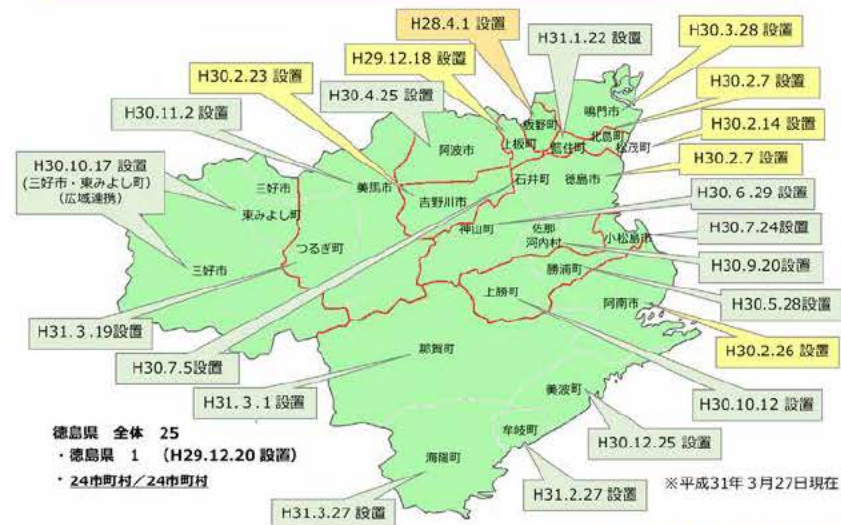 H28.4.1 設置
H31.1.22 設置
H30.3.28 設置
H29.12.18 設置
H30.2.23 設置
H30.4.25 設置
H30.2.7 設置
H30.11.2 設置
H30.2.14 設置
H30.2.7 設置
H30.10.17 設置
(三好市・東みよし町)
(広域連携)
H30.6.29 設置
H30.7.24設置
H30.9.20設置
H30.5.28設置
H30.2.26 設置
H31.3.19設置
H30.7.5設置
H31.3.1設置
H30.10.12 設置
H30.12.25 設置
H31.2.27 設置
H31.3.27 設置
鳴門市
板野町
上板町
藍住町
北島町
松茂町
阿波市
石井町
徳島市
三好市
美馬市
吉野川市
東みよし町
神山町
佐那
河内村
小松島市
つるぎ町
三好市
勝浦町
上勝町
阿南市
那賀町
美波町
牟岐町
海陽町
徳島県 全体 25
・徳島県 1 (H29.12.20 設置)
・24市町村/24市町村
※平成31年3月27日現在